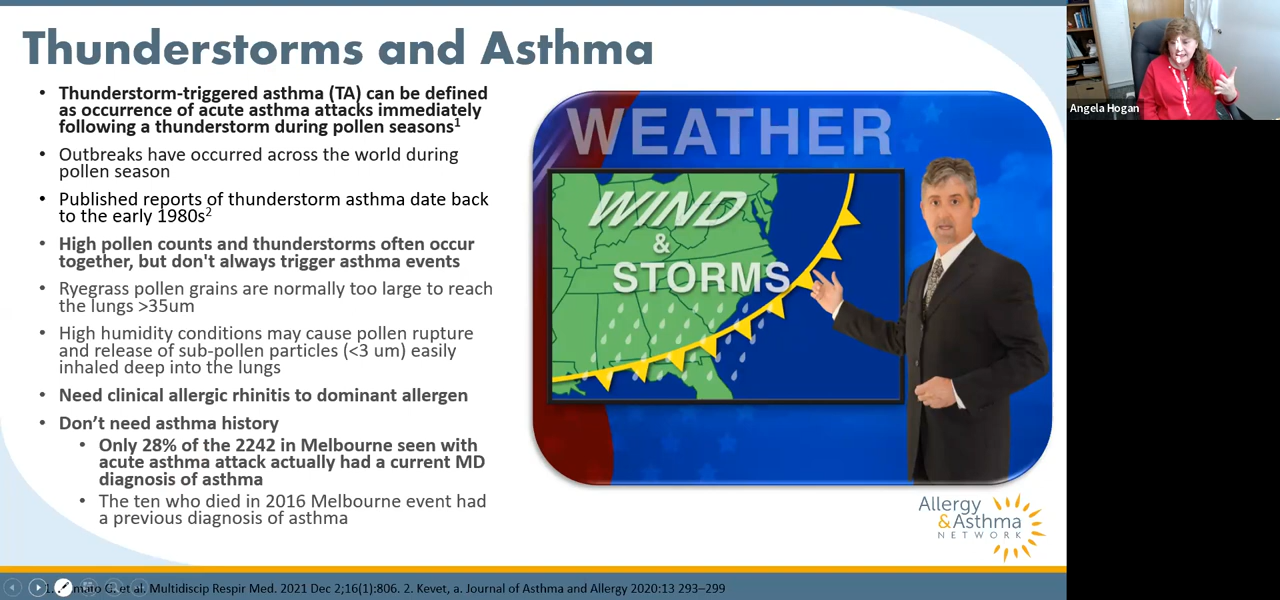 Thunderstorms and Asthma
• Thunderstorm-triggered asthma (TA) can be defined
as occurrence of acute asthma attacks immediately
following a thunderstorm during pollen seasons1
• Outbreaks have occurred across the world during
pollen season
• Published reports of thunderstorm asthma date back
to the early 1980s2
• High pollen counts and thunderstorms often occur
together, but don't always trigger asthma events
• Ryegrass pollen grains are normally too large to reach
the lungs >35um
• High humidity conditions may cause pollen rupture
and release of sub-pollen particles (<3 um) easily
inhaled deep into the lungs
• Need clinical allergic rhinitis to dominant allergen
• Don’t need asthma history
• Only 28% of the 2242 in Melbourne seen with
acute asthma attack actually had a current MD
diagnosis of asthma
• The ten who died in 2016 Melbourne event had
a previous diagnosis of asthma
WEATHER
WIND
&
STORMS
Allergy
& Asthma
NETWORK
1. et al. Multidiscip Respir Med. 2021 Dec 2;16(1):806. 2. Kevet, a. Journal of Asthma and Allergy 2020:13 293–299
Angela Hogan